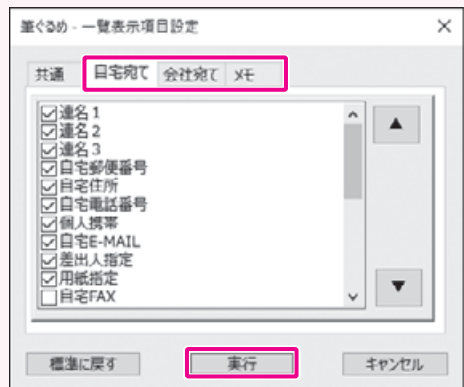 筆ぐるめ - 一覧表示項目設定
共通 自宅宛て 会社宛て メモ
連名1
連名2
連名3
自宅郵便番号
自宅住所
自宅電話番号
個人携帯
自宅E-MAIL
差出人指定
用紙指定
自宅FAX
標準に戻す 実行 キャンセル